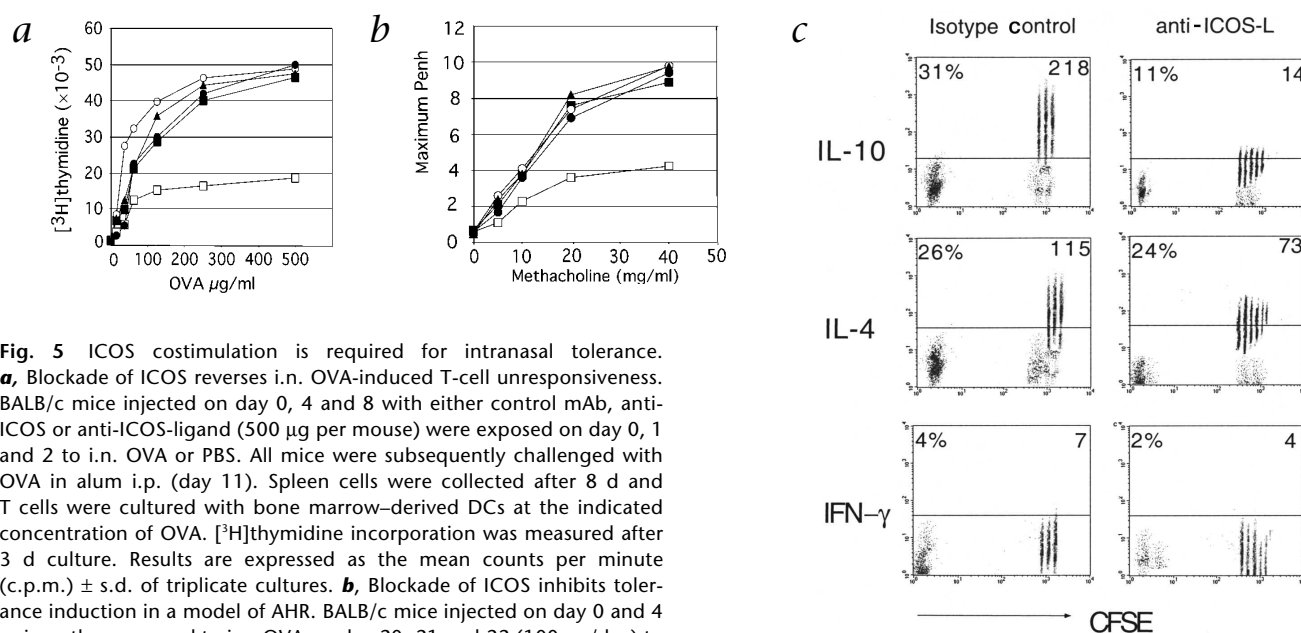 a
60
50
40
30
20
10
0
[³H]thymidine (×10⁻³)
0 100 200 300 400 500
OVA µg/ml
b
12
10
8
6
4
2
0
Maximum Penh
0 10 20 30 40 50
Methacholine (mg/ml)
c
Isotype control anti-ICOS-L
IL-10
31% 218
11% 14
IL-4
26% 115
24% 73
IFN-γ
4% 7
2% 4
CFSE
Fig. 5 ICOS costimulation is required for intranasal tolerance.
a, Blockade of ICOS reverses i.n. OVA-induced T-cell unresponsiveness.
BALB/c mice injected on day 0, 4 and 8 with either control mAb, anti-
ICOS or anti-ICOS-ligand (500 µg per mouse) were exposed on day 0, 1
and 2 to i.n. OVA or PBS. All mice were subsequently challenged with
OVA in alum i.p. (day 11). Spleen cells were collected after 8 d and
T cells were cultured with bone marrow–derived DCs at the indicated
concentration of OVA. [³H]thymidine incorporation was measured after
3 d culture. Results are expressed as the mean counts per minute
(c.p.m.) ± s.d. of triplicate cultures. b, Blockade of ICOS inhibits toler-
ance induction in a model of AHR. BALB/c mice injected on day 0 and 4